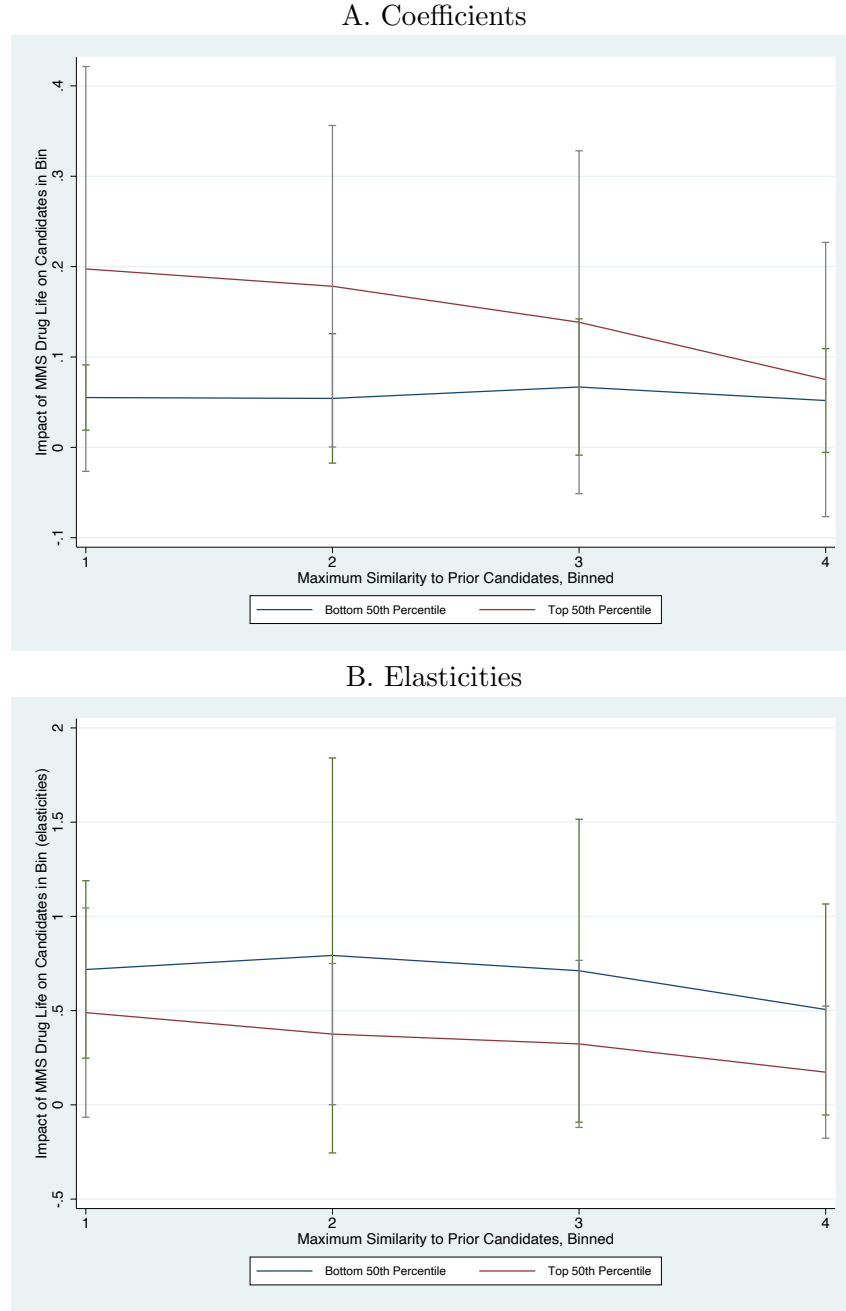 A. Coefficients
Impact of MMS Drug Life on Candidates in Bin
.4
.3
.2
.1
0
-.1
1 2 3 4
Maximum Similarity to Prior Candidates, Binned
Bottom 50th Percentile Top 50th Percentile
B. Elasticities
Impact of MMS Drug Life on Candidates in Bin (elasticities)
2
1.5
1
.5
0
-.5
1 2 3 4
Maximum Similarity to Prior Candidates, Binned
Bottom 50th Percentile Top 50th Percentile